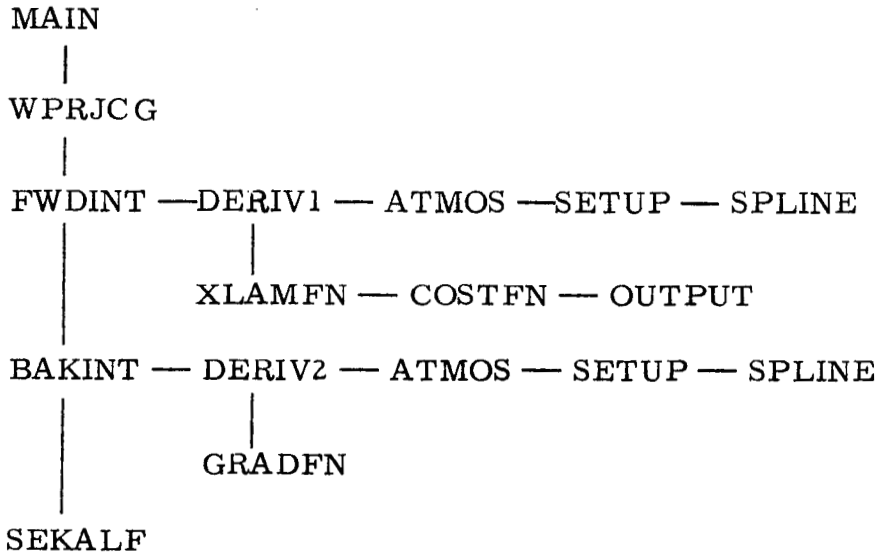 MAIN
WPRJCG
FWDINT — DERIV1 — ATMOS — SETUP — SPLINE
XLAMFN — COSTFN — OUTPUT
BAKINT — DERIV2 — ATMOS — SETUP — SPLINE
GRADFN
SEKALF